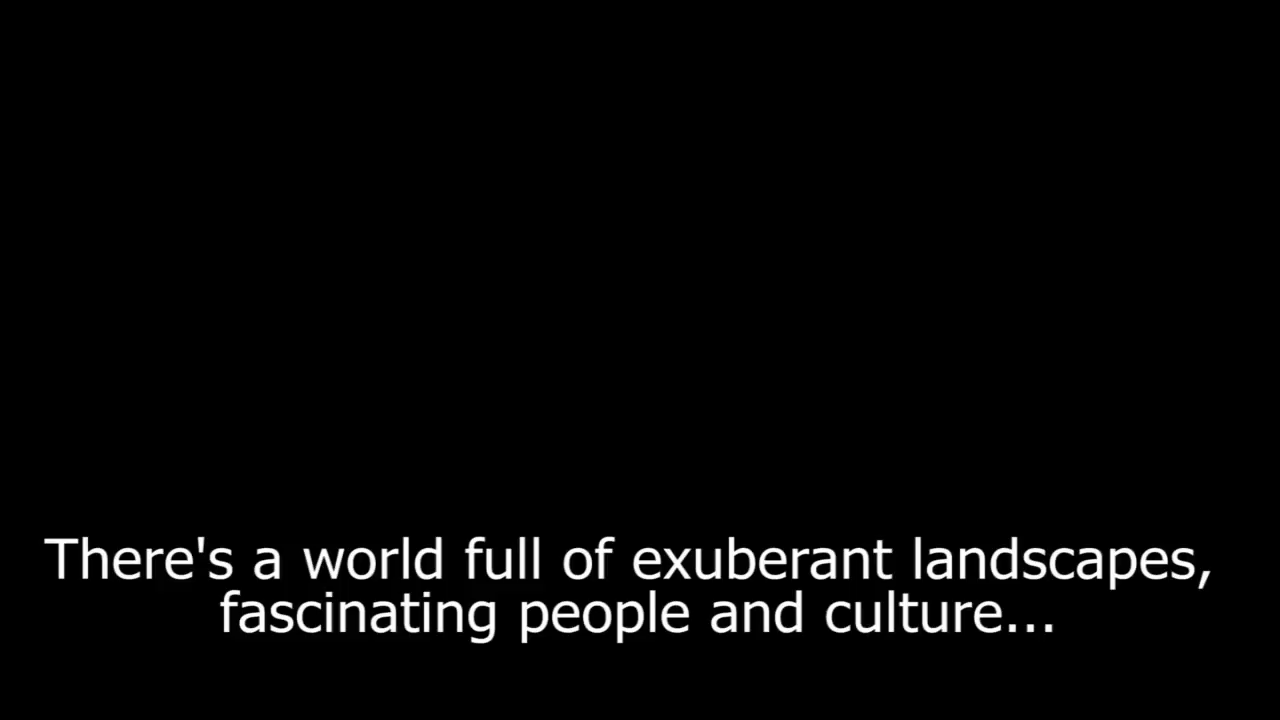 There's a world full of exuberant landscapes,
fascinating people and culture...